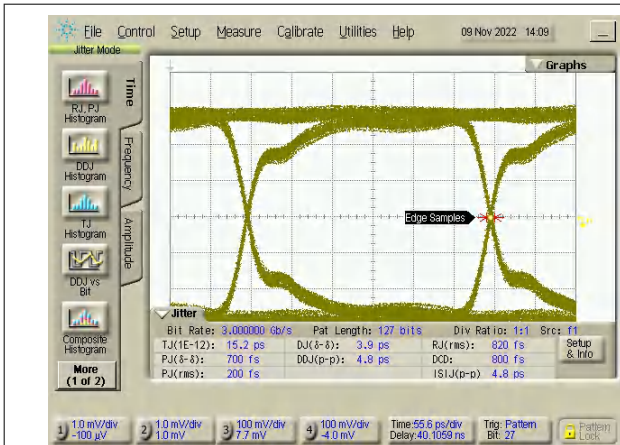 File Control Setup Measure Calibrate Utilities Help 09 Nov 2022 14:09
Jitter Mode
Graphs
RJ, PJ
Histogram
DDJ
Histogram
TJ
Histogram
DDJ vs
Bit
Composite
Histogram
More
(1 of 2)
Time
Frequency
Amplitude
Edge Samples
Jitter
Bit Rate: 3.000000 Gb/s Pat Length: 127 bits Div Ratio: 1:1 Src: f1
TJ(1E-12): 15.2 ps DJ(δ-δ): 3.9 ps RJ(rms): 820 fs
PJ(δ-δ): 700 fs DDJ(p-p): 4.8 ps DCD: 800 fs
PJ(rms): 200 fs ISIJ(p-p) 4.8 ps
Setup
& Info
1) 1.0 mV/div 2) 1.0 mV/div 3) 100 mV/div 4) 100 mV/div Time:55.6 ps/div Trig: Pattern Pattern
-100 µV 1.0 mV 7.7 mV -4.0 mV Delay:40.1059 ns Bit: 27 Lock